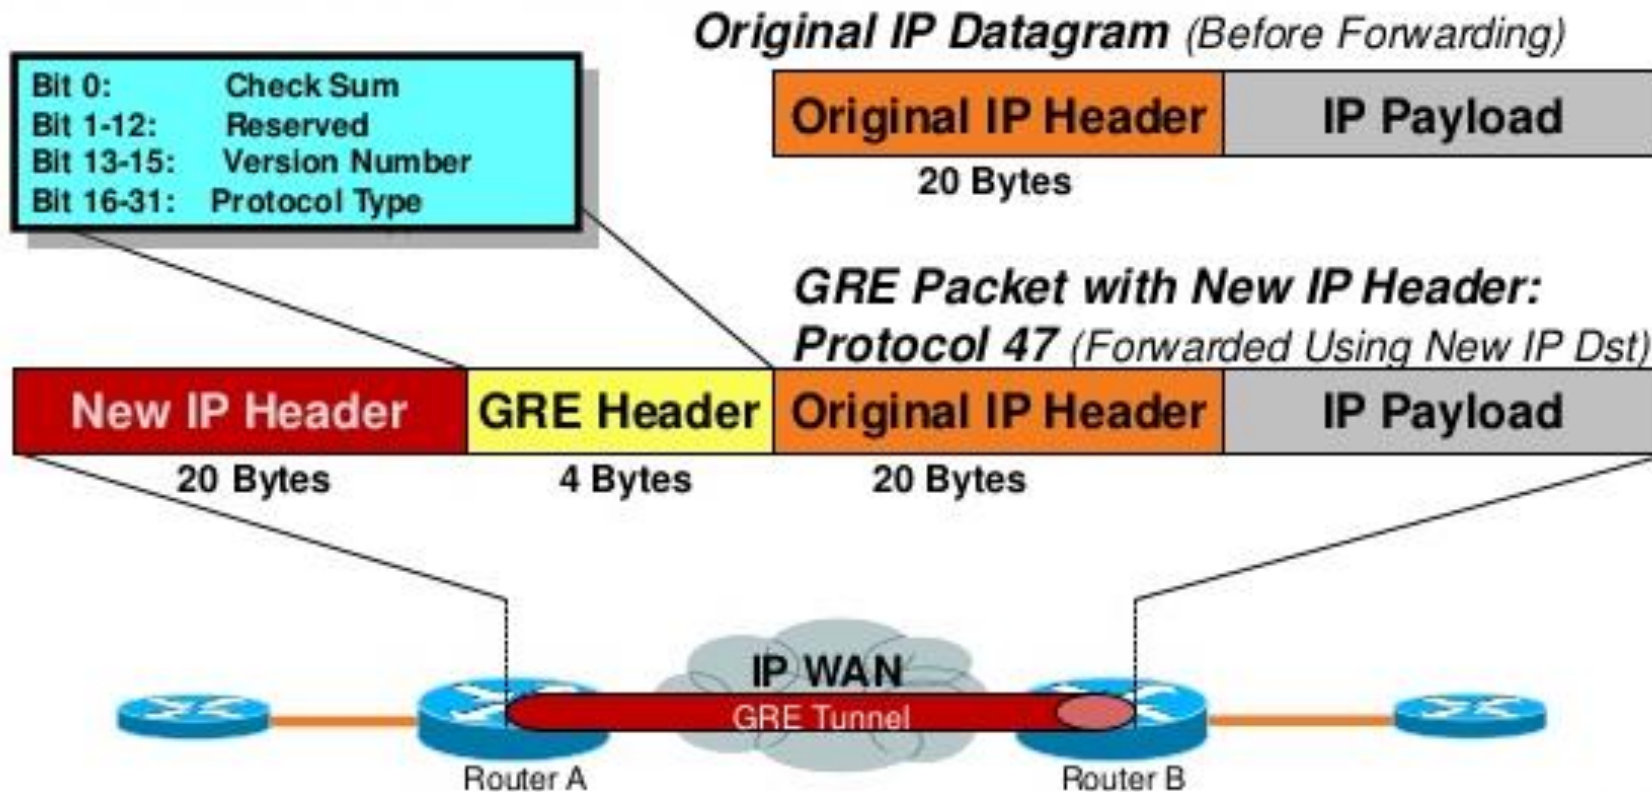 Original IP Datagram (Before Forwarding)
Bit 0: Check Sum
Bit 1-12: Reserved
Bit 13-15: Version Number
Bit 16-31: Protocol Type
Original IP Header IP Payload
20 Bytes
GRE Packet with New IP Header:
Protocol 47 (Forwarded Using New IP Dst)
New IP Header GRE Header Original IP Header IP Payload
20 Bytes 4 Bytes 20 Bytes
IP WAN
GRE Tunnel
Router A Router B